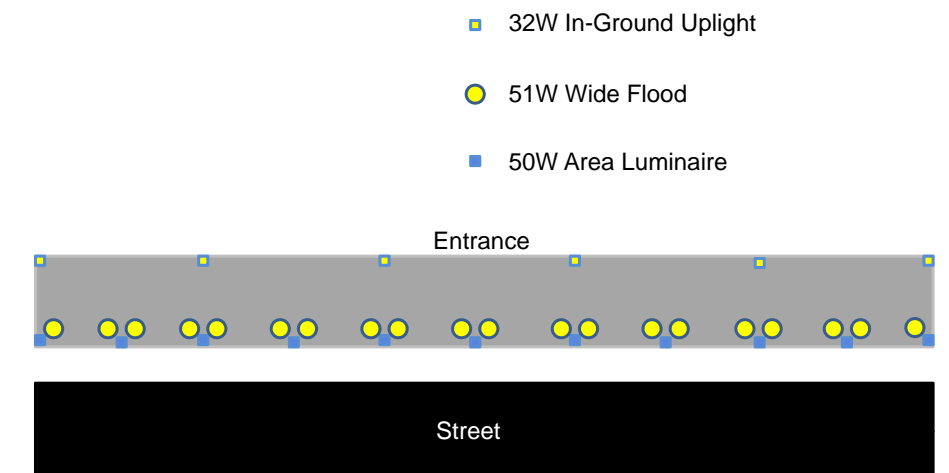 32W In-Ground Uplight
51W Wide Flood
50W Area Luminaire
Entrance
Street